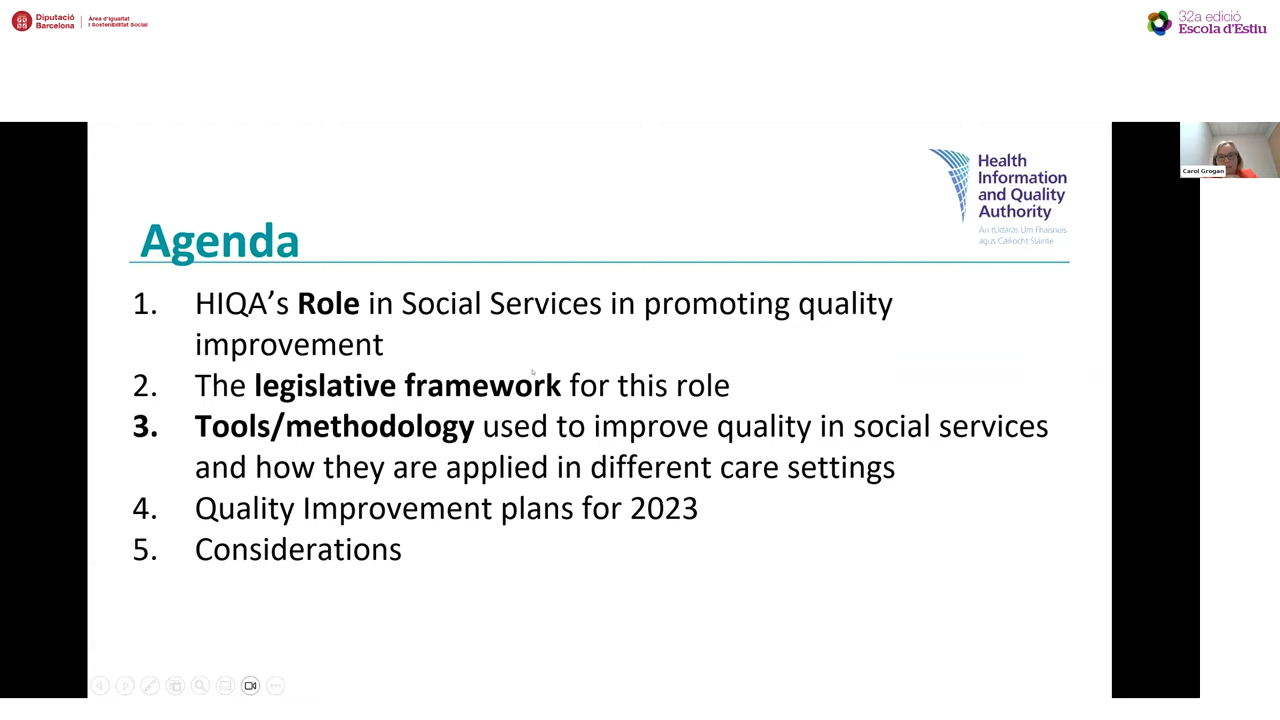 Diputació
Barcelona
Àrea d'Igualtat
i Sostenibilitat Social
32a edició
Escola d'Estiu
Carol Grogan
Health
Information
and Quality
Authority
An tÚdarás Um Fhaisnéis
agus Cáilíocht Sláinte
Agenda
1. HIQA's Role in Social Services in promoting quality
improvement
2. The legislative framework for this role
3. Tools/methodology used to improve quality in social services
and how they are applied in different care settings
4. Quality Improvement plans for 2023
5. Considerations